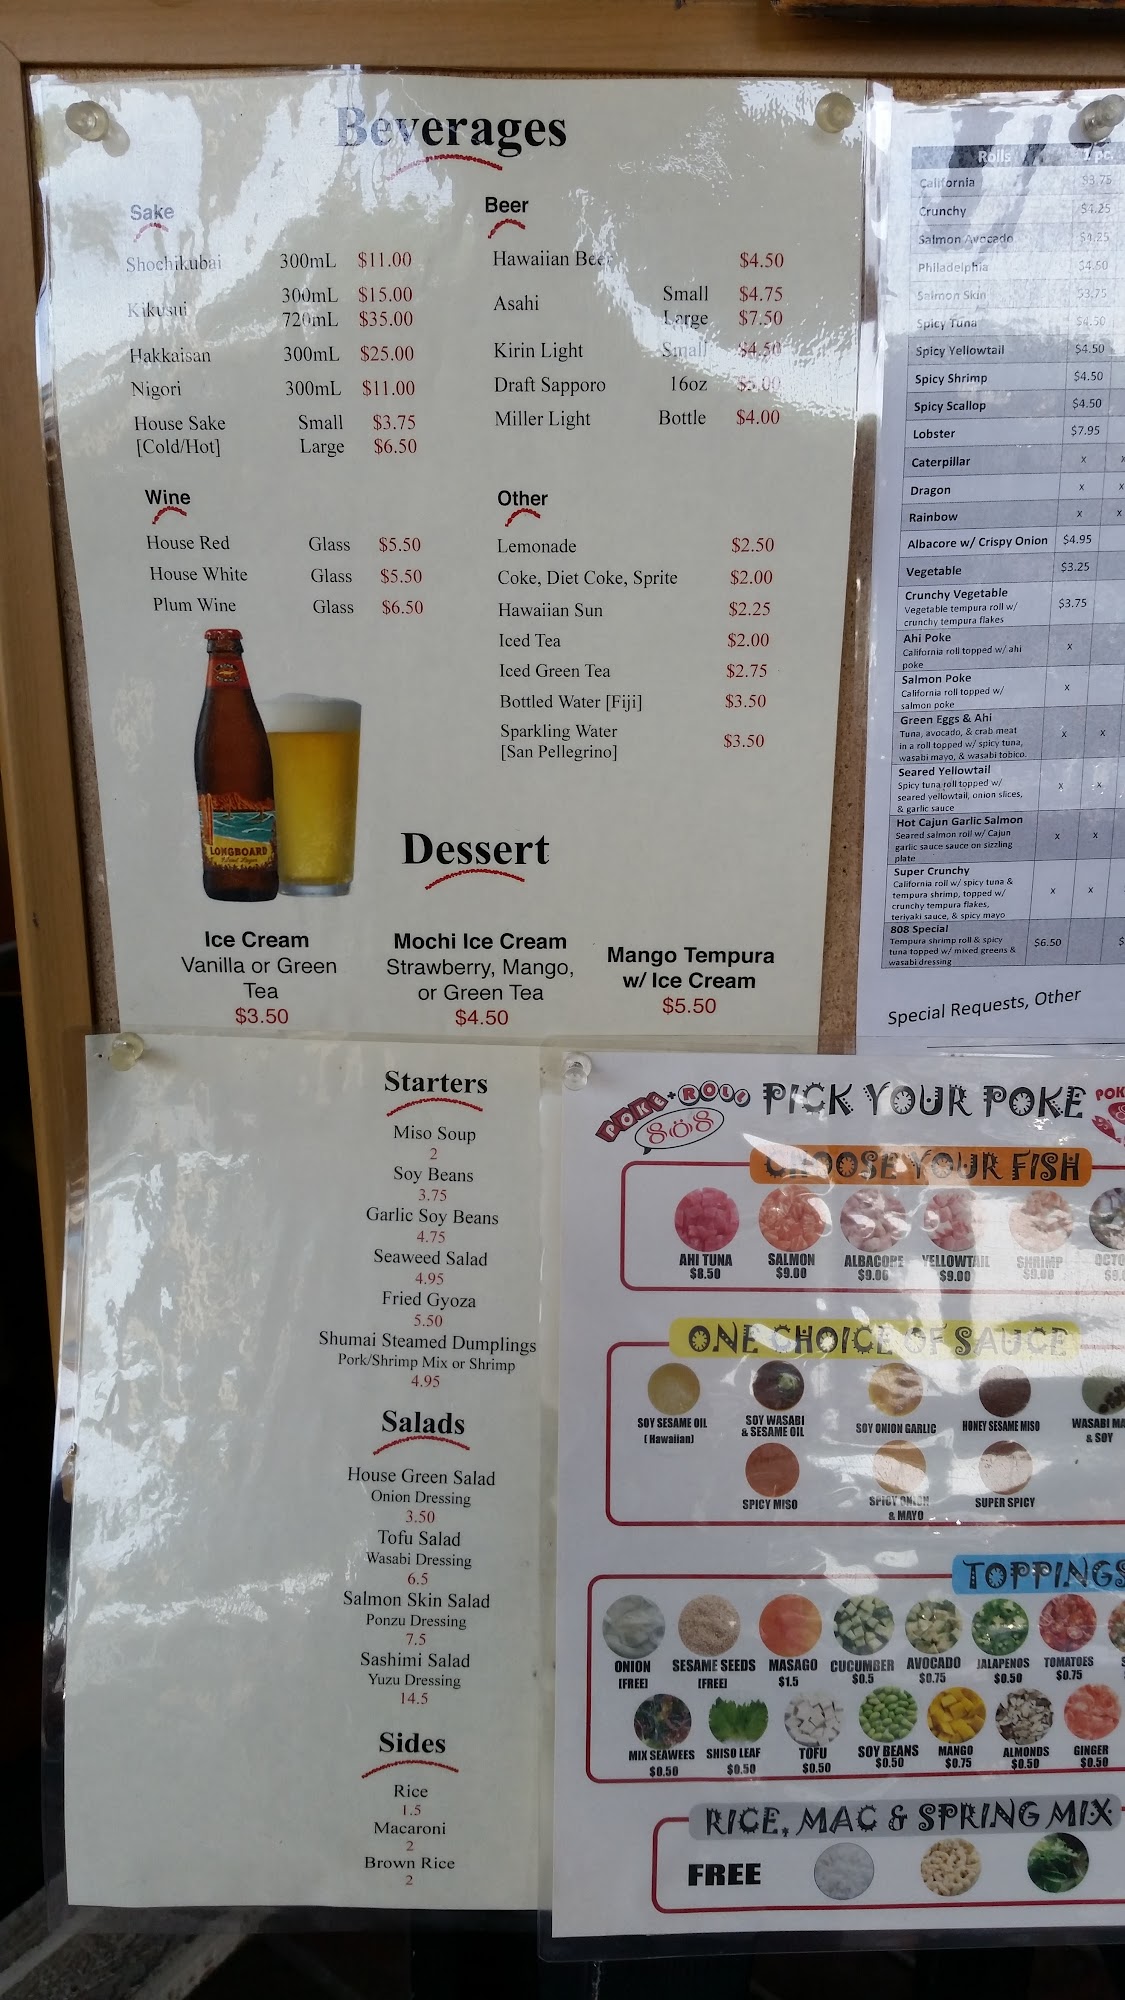 Beverages
Sake
Shochikubai 300mL $11.00
Kikusui 300mL $15.00
720mL $35.00
Hakkaisan 300mL $25.00
Nigori 300mL $11.00
House Sake Small $3.75
[Cold/Hot] Large $6.50
Beer
Hawaiian Beer $4.50
Asahi Small $4.75
Large $7.50
Kirin Light Small $4.50
Draft Sapporo 16oz $5.00
Miller Light Bottle $4.00
Wine
House Red Glass $5.50
House White Glass $5.50
Plum Wine Glass $6.50
Other
Lemonade $2.50
Coke, Diet Coke, Sprite $2.00
Hawaiian Sun $2.25
Iced Tea $2.00
Iced Green Tea $2.75
Bottled Water [Fiji] $3.50
Sparkling Water
[San Pellegrino] $3.50
LONGBOARD
Island Lager
Dessert
Ice Cream
Vanilla or Green
Tea
$3.50
Mochi Ice Cream
Strawberry, Mango,
or Green Tea
$4.50
Mango Tempura
w/ Ice Cream
$5.50
Rolls 1 pc.
California $3.75
Crunchy $4.25
Salmon Avocado $4.25
Philadelphia $4.50
Salmon Skin $3.75
Spicy Tuna $4.50
Spicy Yellowtail $4.50
Spicy Shrimp $4.50
Spicy Scallop $4.50
Lobster $7.95
Caterpillar x x
Dragon x x
Rainbow x x
Albacore w/ Crispy Onion $4.95
Vegetable $3.25
Crunchy Vegetable
Vegetable tempura roll w/
crunchy tempura flakes $3.75
Ahi Poke
California roll topped w/ ahi
poke x
Salmon Poke
California roll topped w/
salmon poke x
Green Eggs & Ahi
Tuna, avocado, & crab meat
in a roll topped w/ spicy tuna,
wasabi mayo, & wasabi tobico. x x
Seared Yellowtail
Spicy tuna roll topped w/
seared yellowtail, onion slices,
& garlic sauce x x
Hot Cajun Garlic Salmon
Seared salmon roll w/ Cajun
garlic sauce sauce on sizzling
plate x x
Super Crunchy
California roll w/ spicy tuna &
tempura shrimp, topped w/
crunchy tempura flakes,
teriyaki sauce, & spicy mayo x x
808 Special
Tempura shrimp roll & spicy
tuna topped w/ mixed greens &
wasabi dressing $6.50 $
Special Requests, Other
Starters
Miso Soup
2
Soy Beans
3.75
Garlic Soy Beans
4.75
Seaweed Salad
4.95
Fried Gyoza
5.50
Shumai Steamed Dumplings
Pork/Shrimp Mix or Shrimp
4.95
Salads
House Green Salad
Onion Dressing
3.50
Tofu Salad
Wasabi Dressing
6.5
Salmon Skin Salad
Ponzu Dressing
7.5
Sashimi Salad
Yuzu Dressing
14.5
Sides
Rice
1.5
Macaroni
2
Brown Rice
2
POKE + ROLL
808
PICK YOUR POKE
POK
CHOOSE YOUR FISH
AHI TUNA SALMON ALBACORE YELLOWTAIL SHRIMP OCTO
$8.50 $9.00 $9.00 $9.00 $9.00 $9.
ONE CHOICE OF SAUCE
SOY SESAME OIL
(Hawaiian)
SOY WASABI
& SESAME OIL
SOY ONION GARLIC
HONEY SESAME MISO
WASABI MA
& SOY
SPICY MISO
SPICY ONION
& MAYO
SUPER SPICY
TOPPINGS
ONION SESAME SEEDS MASAGO CUCUMBER AVOCADO JALAPENOS TOMATOES S
[FREE] [FREE] $1.5 $0.5 $0.75 $0.50 $0.75
MIX SEAWEES SHISO LEAF TOFU SOY BEANS MANGO ALMONDS GINGER
$0.50 $0.50 $0.50 $0.50 $0.75 $0.50 $0.50
RICE, MAC & SPRING MIX
FREE